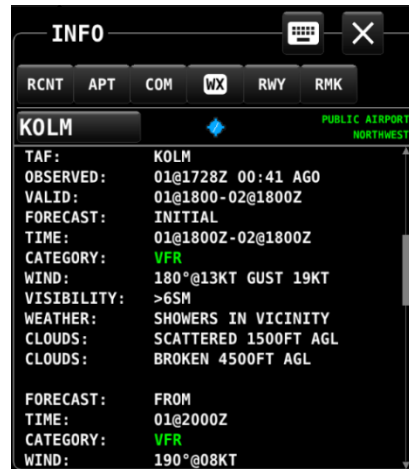 INFO
RCNT APT COM WX RWY RMK
KOLM
PUBLIC AIRPORT
NORTHWEST
TAF: KOLM
OBSERVED: 01@1728Z 00:41 AGO
VALID: 01@1800-02@1800Z
FORECAST: INITIAL
TIME: 01@1800Z-02@1800Z
CATEGORY: VFR
WIND: 180°@13KT GUST 19KT
VISIBILITY: >6SM
WEATHER: SHOWERS IN VICINITY
CLOUDS: SCATTERED 1500FT AGL
CLOUDS: BROKEN 4500FT AGL
FORECAST: FROM
TIME: 01@2000Z
CATEGORY: VFR
WIND: 190°@08KT